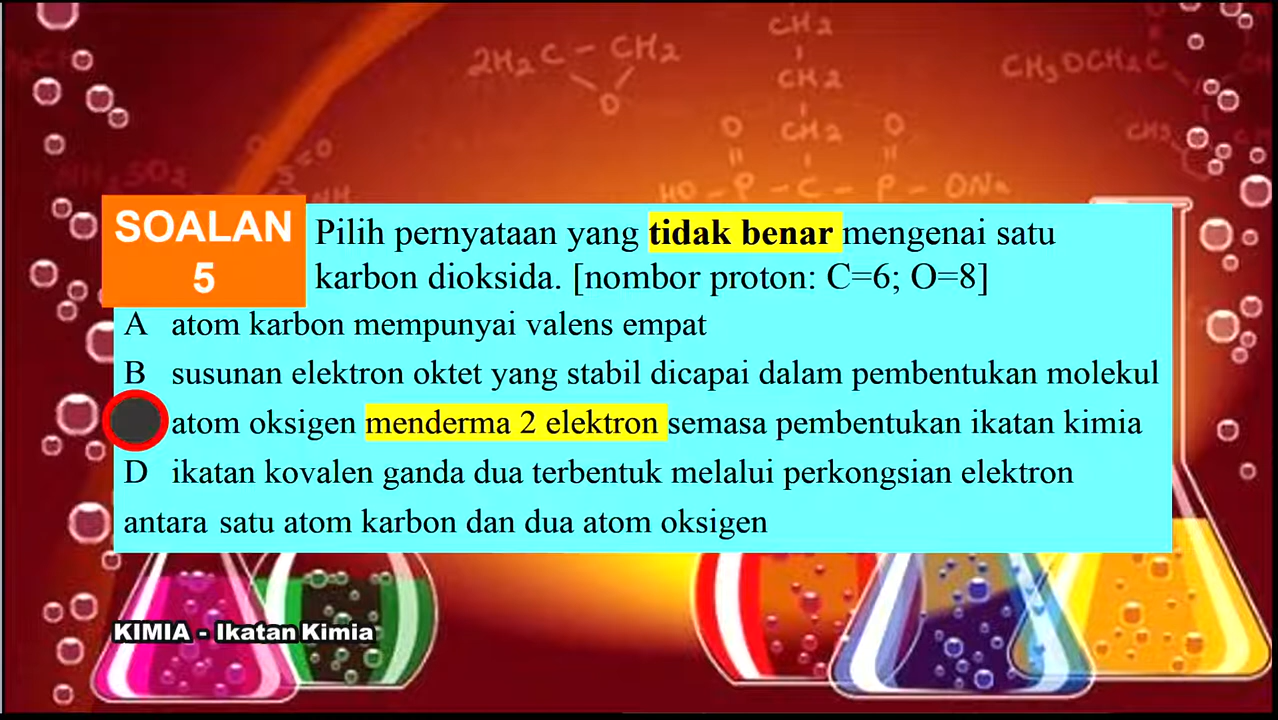 2H₂C - CH₂
O
CH₂
CH₂
CH₂
O
O
HO - P - C - P - ONa
CH₃OCH₂C
CH₃
NH
SOALAN
5
Pilih pernyataan yang tidak benar mengenai satu
karbon dioksida. [nombor proton: C=6; O=8]
A atom karbon mempunyai valens empat
B susunan elektron oktet yang stabil dicapai dalam pembentukan molekul
atom oksigen menderma 2 elektron semasa pembentukan ikatan kimia
D ikatan kovalen ganda dua terbentuk melalui perkongsian elektron
antara satu atom karbon dan dua atom oksigen
KIMIA - Ikatan Kimia